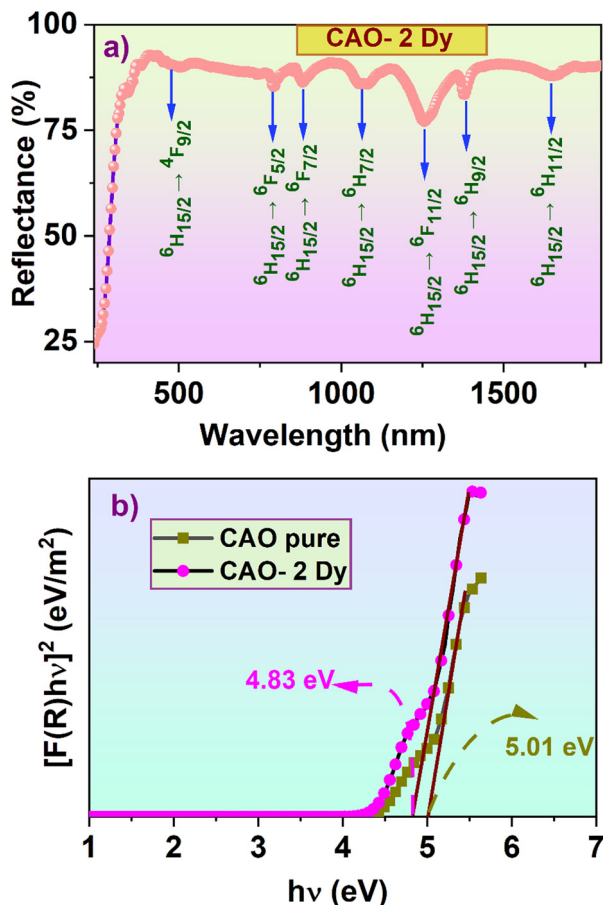 a)
CAO- 2 Dy
Reflectance (%)
100
75
50
25
⁶H₁₅/₂→⁴F₉/₂
⁶H₁₅/₂→⁶F₅/₂
⁶H₁₅/₂→⁶F₇/₂
⁶H₁₅/₂→⁶H₇/₂
⁶H₁₅/₂→⁶F₁₁/₂
⁶H₁₅/₂→⁶H₉/₂
⁶H₁₅/₂→⁶H₁₁/₂
500 1000 1500
Wavelength (nm)
b)
CAO pure
CAO- 2 Dy
[F(R)hν]² (eV/m²)
4.83 eV
5.01 eV
1 2 3 4 5 6 7
hν (eV)